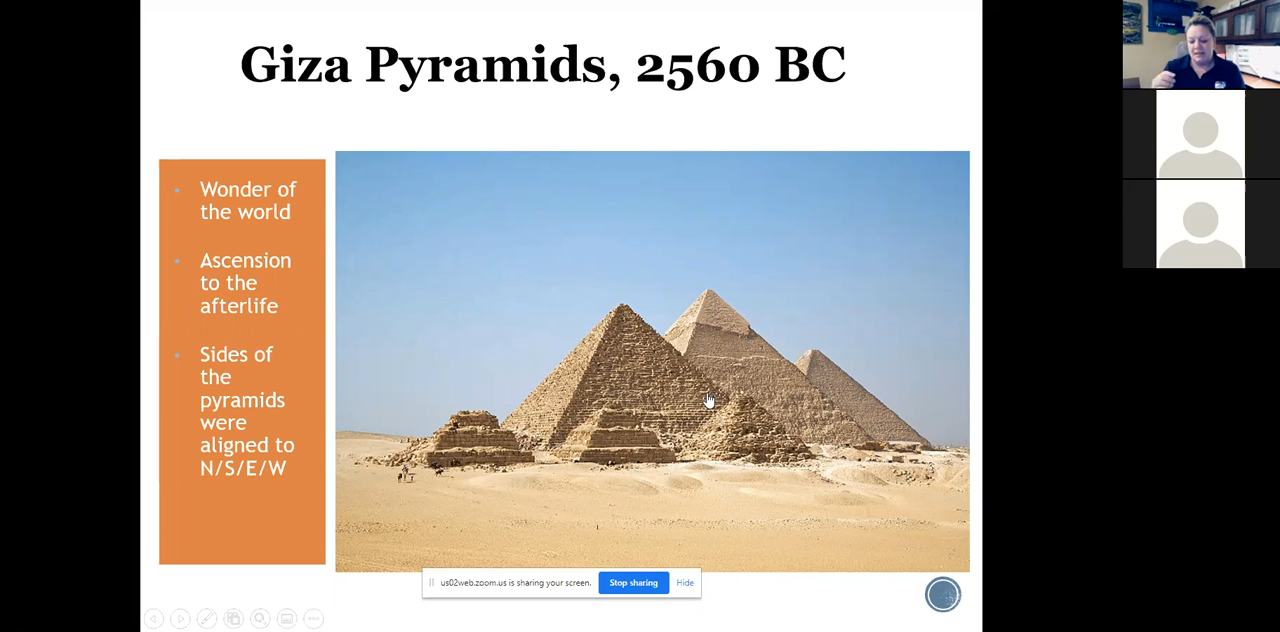 Giza Pyramids, 2560 BC
Wonder of
the world
Ascension
to the
afterlife
Sides of
the
pyramids
were
aligned to
N/S/E/W
us02web.zoom.us is sharing your screen.
Stop sharing
Hide